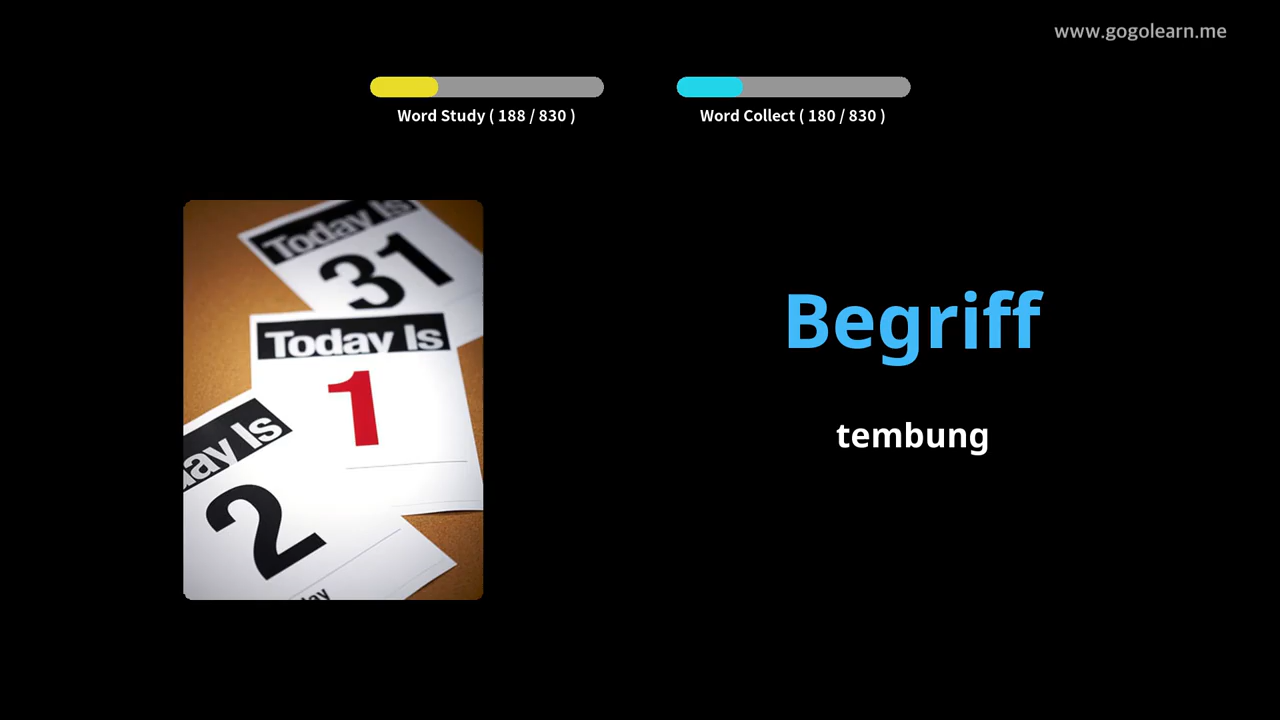 www.gogolearn.me
Word Study ( 188 / 830 )
Word Collect ( 180 / 830 )
Today Is
31
Today Is
1
ay Is
2
Begriff
tembung